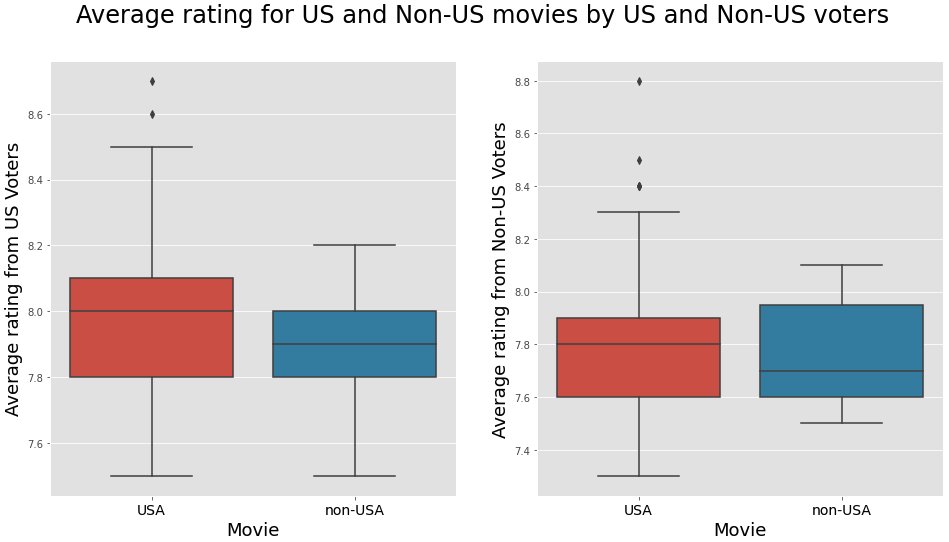 Average rating for US and Non-US movies by US and Non-US voters
Average rating from US Voters
8.6
8.4
8.2
8.0
7.8
7.6
USA
non-USA
Movie
Average rating from Non-US Voters
8.8
8.6
8.4
8.2
8.0
7.8
7.6
7.4
USA
non-USA
Movie